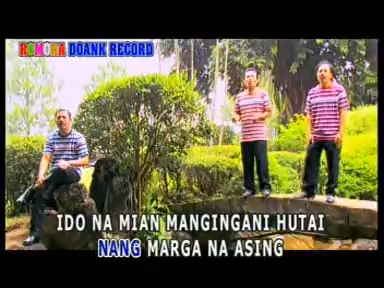 ROMORA DOANK RECORD
IDO NA MIAN MANGINGANI HUTAI
NANG MARGA NA ASING